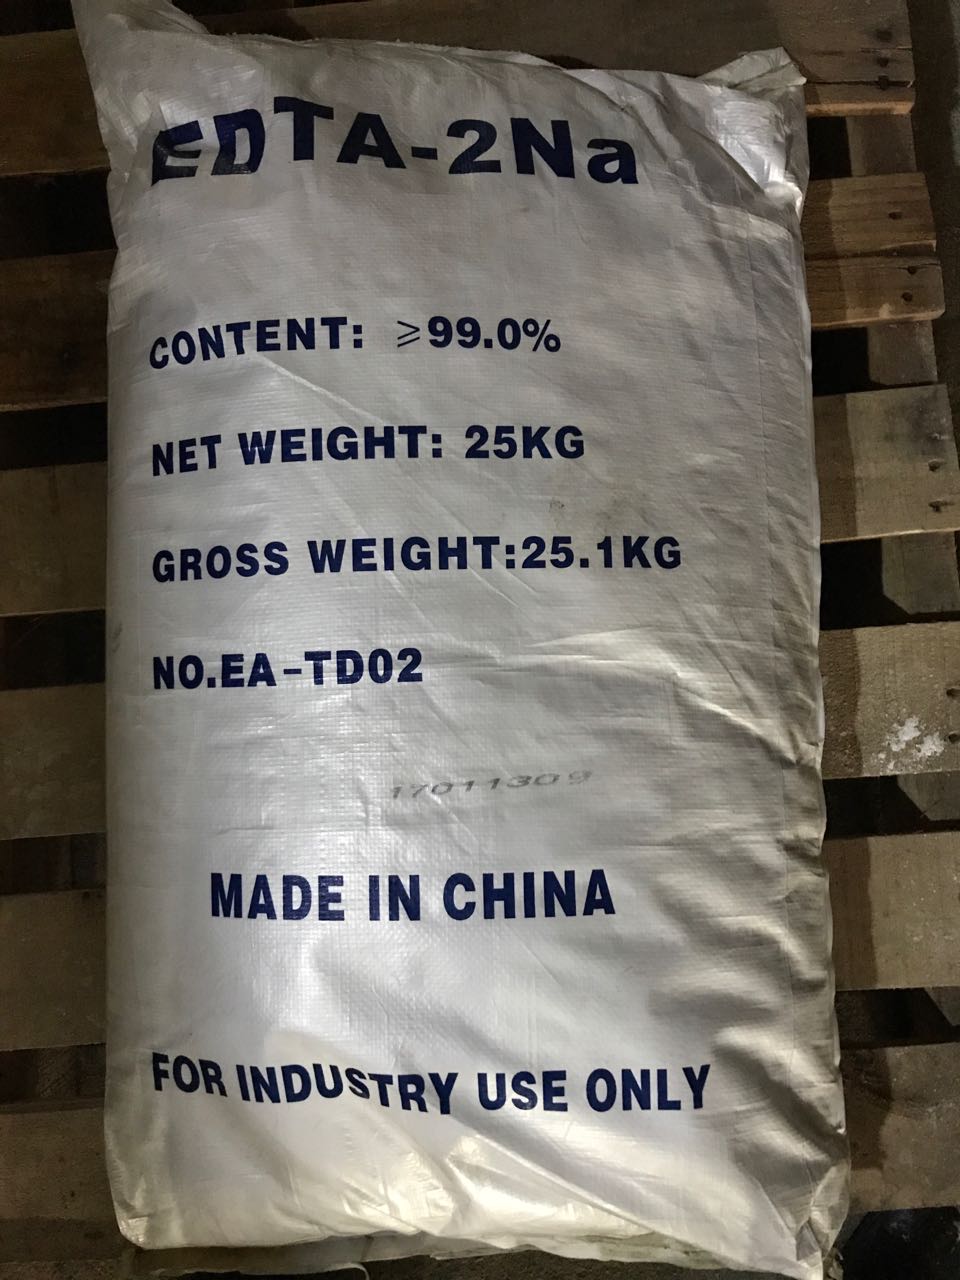 EDTA-2Na
CONTENT: ≥99.0%
NET WEIGHT: 25KG
GROSS WEIGHT:25.1KG
NO.EA-TD02
17011309
MADE IN CHINA
FOR INDUSTRY USE ONLY